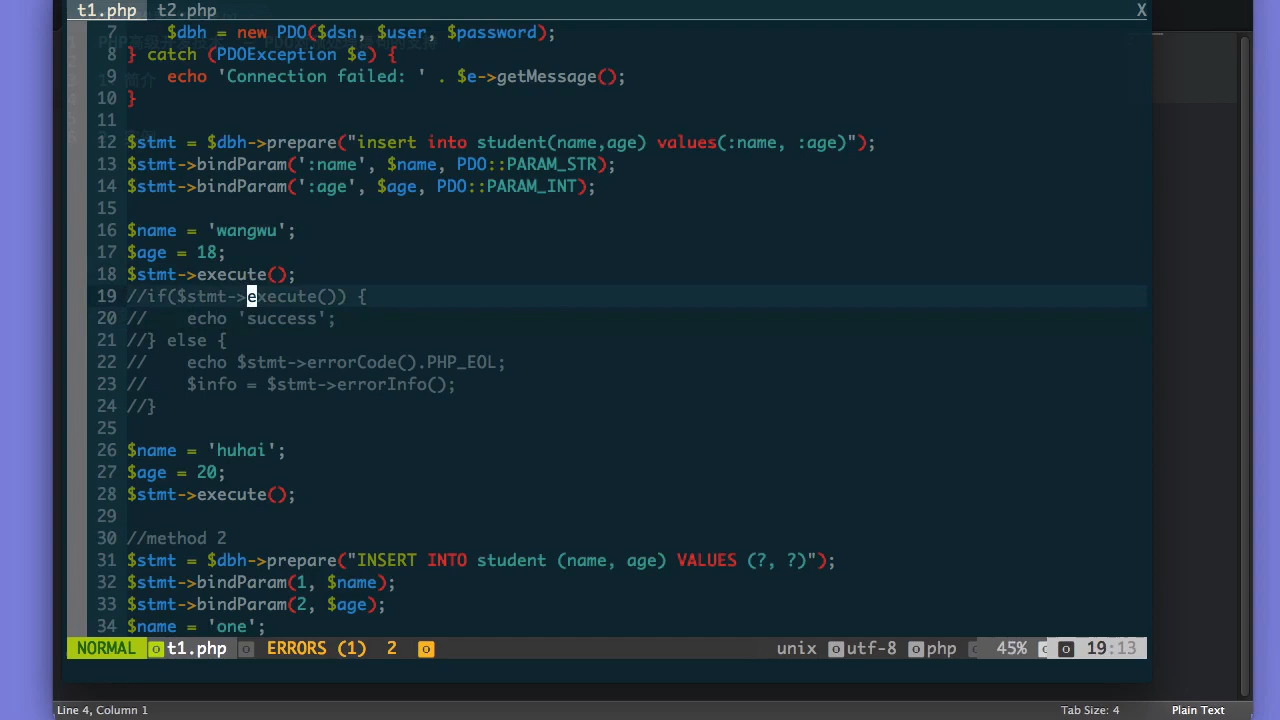 t1.php t2.php X
7 $dbh = new PDO($dsn, $user, $password);
8 } catch (PDOException $e) {
9 echo 'Connection failed: ' . $e->getMessage();
10 }
11
12 $stmt = $dbh->prepare("insert into student(name,age) values(:name, :age)");
13 $stmt->bindParam(':name', $name, PDO::PARAM_STR);
14 $stmt->bindParam(':age', $age, PDO::PARAM_INT);
15
16 $name = 'wangwu';
17 $age = 18;
18 $stmt->execute();
19 //if($stmt->execute()) {
20 // echo 'success';
21 //} else {
22 // echo $stmt->errorCode().PHP_EOL;
23 // $info = $stmt->errorInfo();
24 //}
25
26 $name = 'huhai';
27 $age = 20;
28 $stmt->execute();
29
30 //method 2
31 $stmt = $dbh->prepare("INSERT INTO student (name, age) VALUES (?, ?)");
32 $stmt->bindParam(1, $name);
33 $stmt->bindParam(2, $age);
34 $name = 'one';
NORMAL t1.php ERRORS (1) 2 unix utf-8 php 45% 19:13
Line 4, Column 1 Tab Size: 4 Plain Text